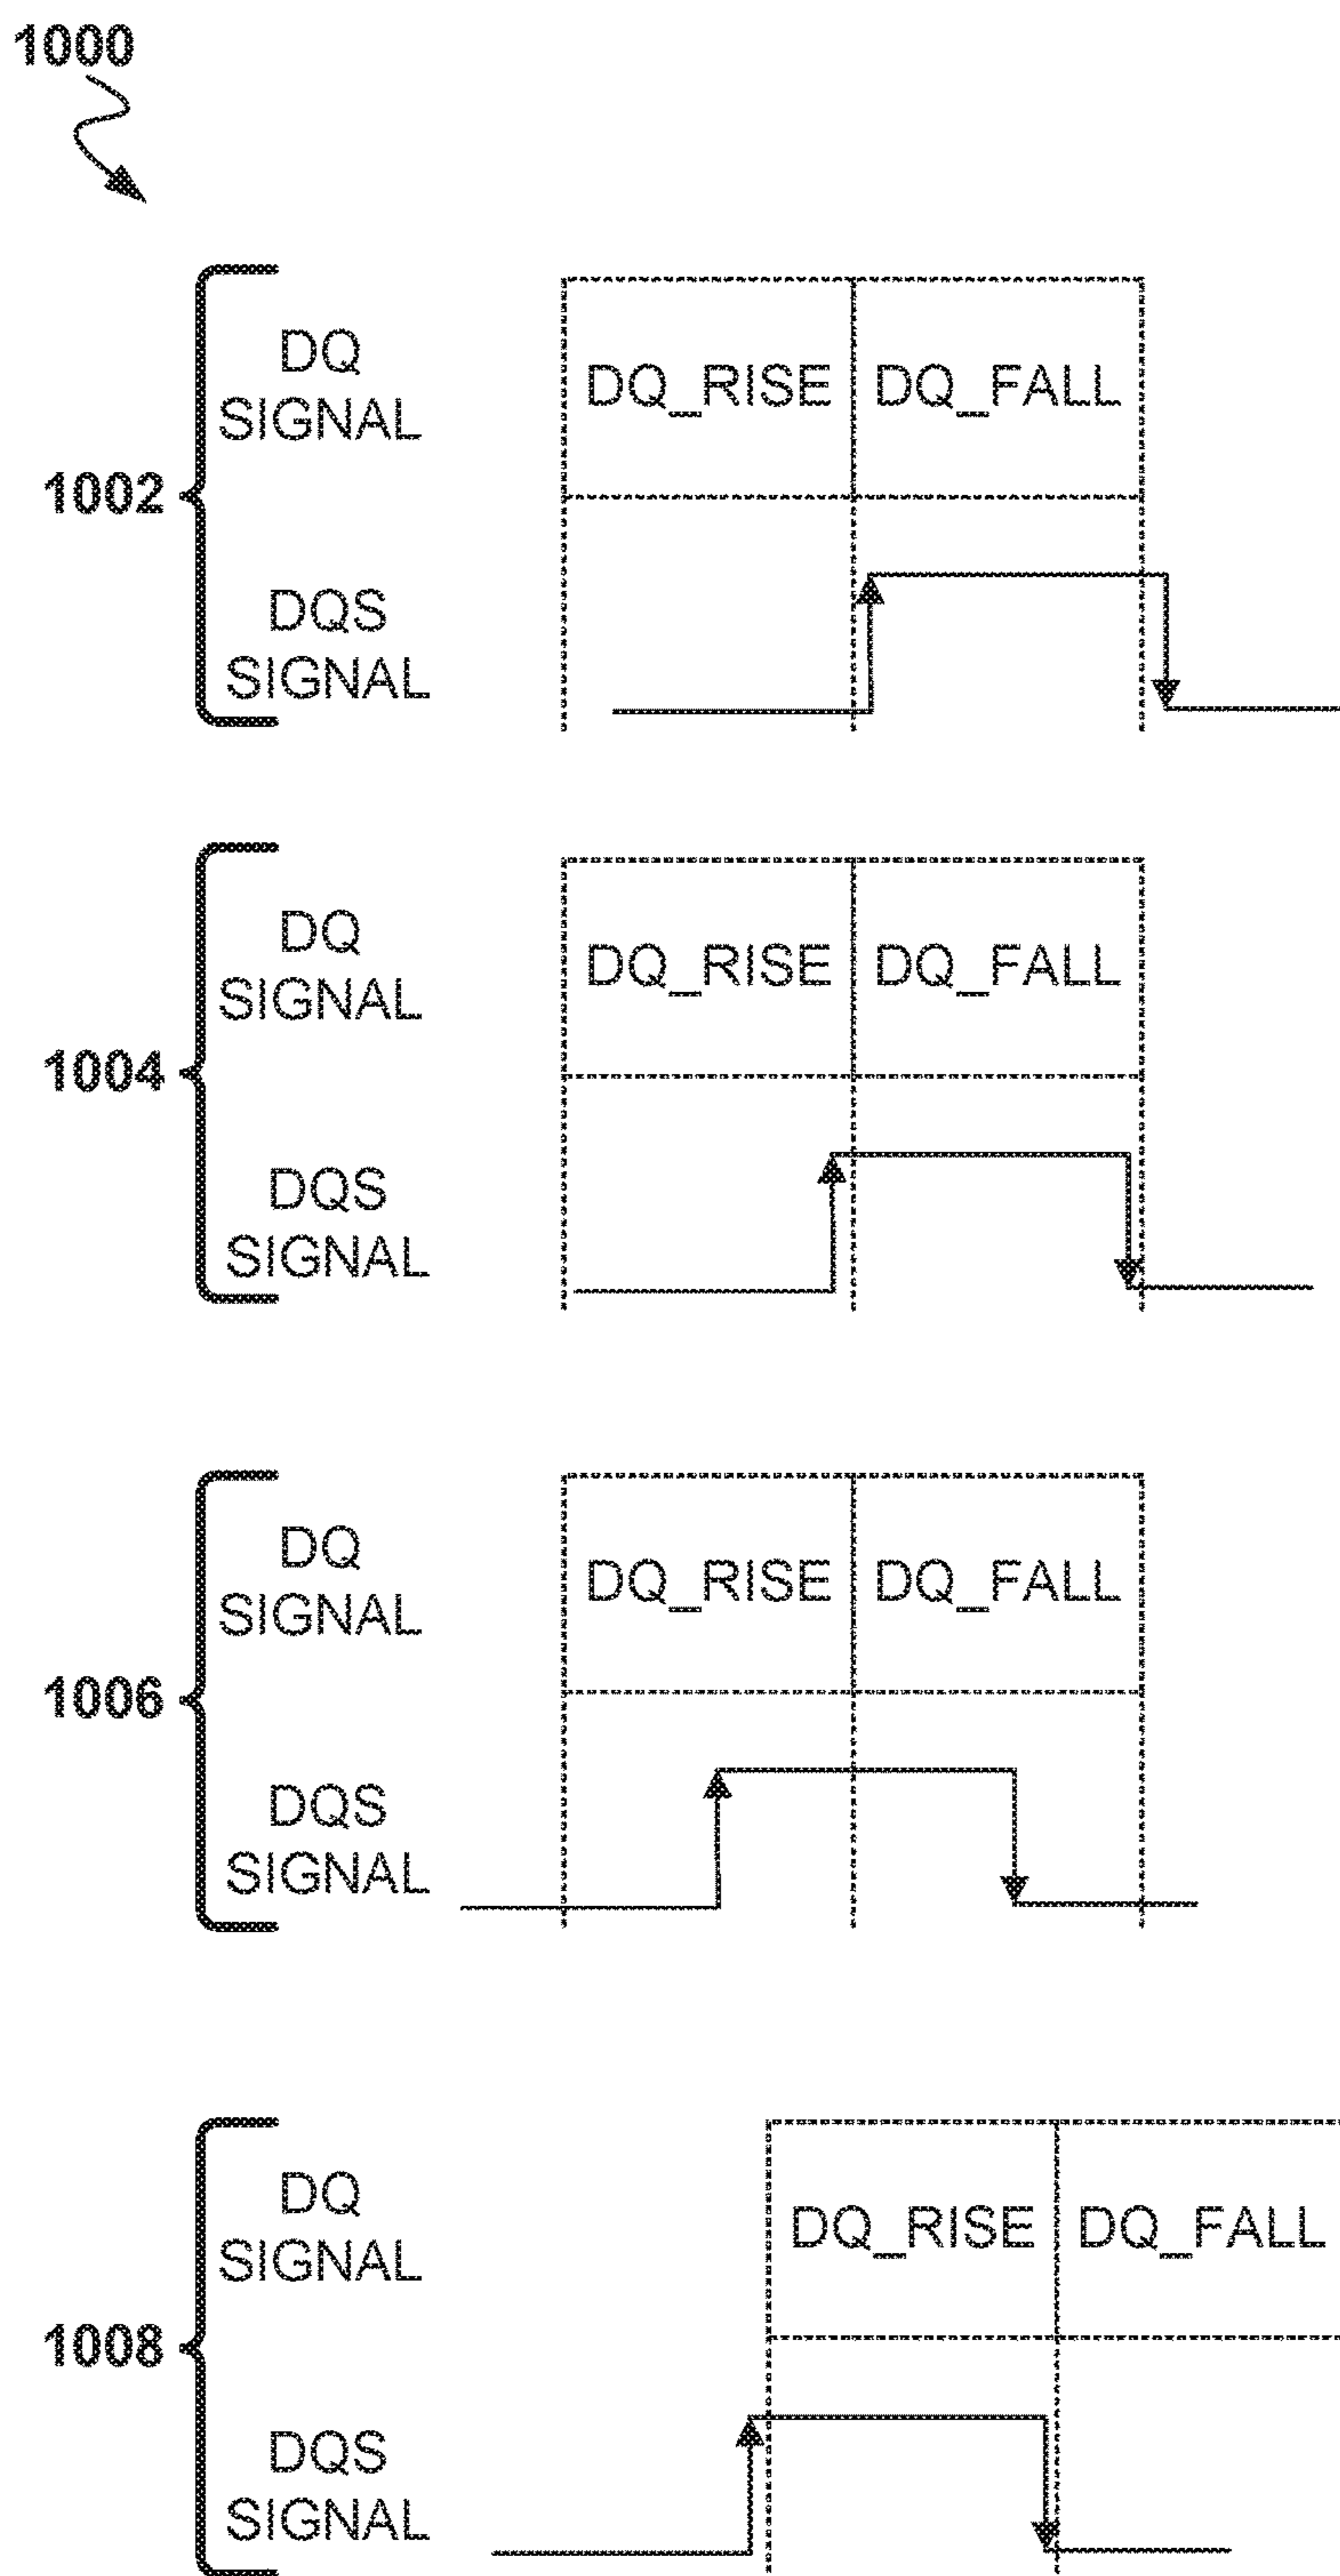 1000
DQ
SIGNAL
DQ_RISE
DQ_FALL
1002
DQS
SIGNAL
DQ
SIGNAL
DQ_RISE
DQ_FALL
1004
DQS
SIGNAL
DQ
SIGNAL
DQ_RISE
DQ_FALL
1006
DQS
SIGNAL
DQ
SIGNAL
DQ_RISE
DQ_FALL
1008
DQS
SIGNAL